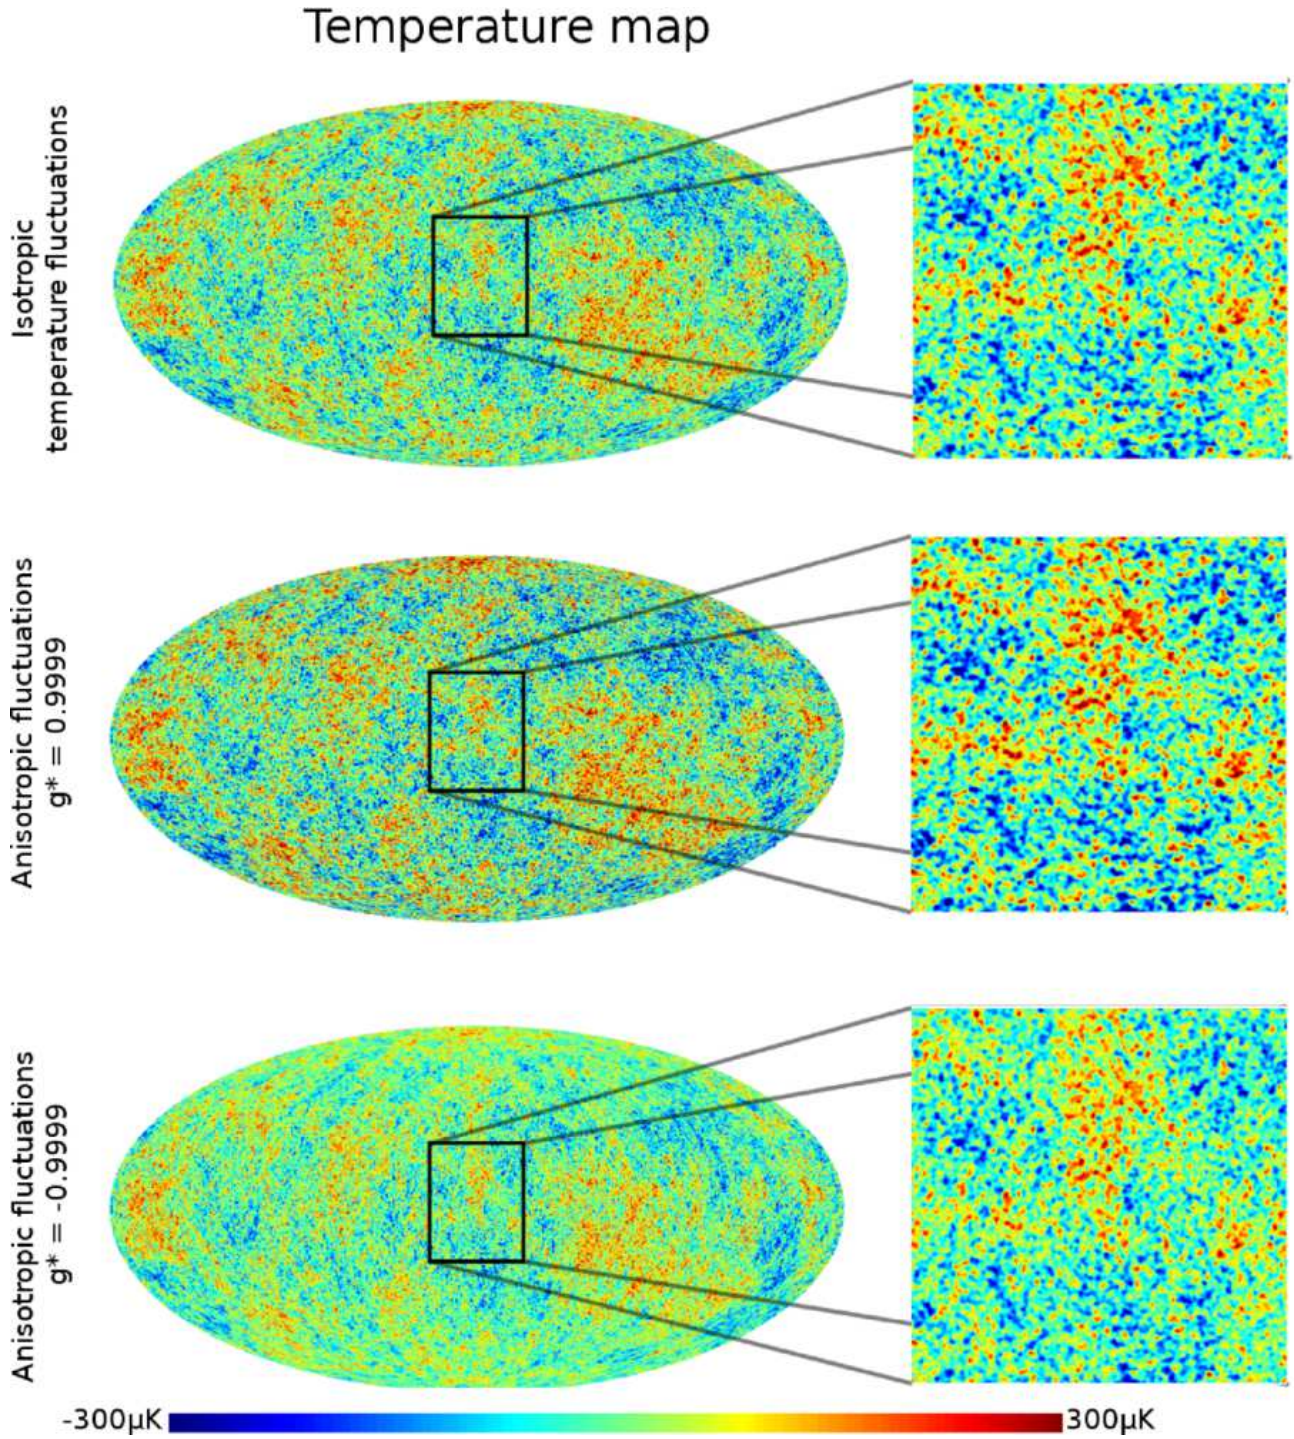 Temperature map
Isotropic
temperature fluctuations
Anisotropic fluctuations
g* = 0.9999
Anisotropic fluctuations
g* = -0.9999
-300μK
300μK